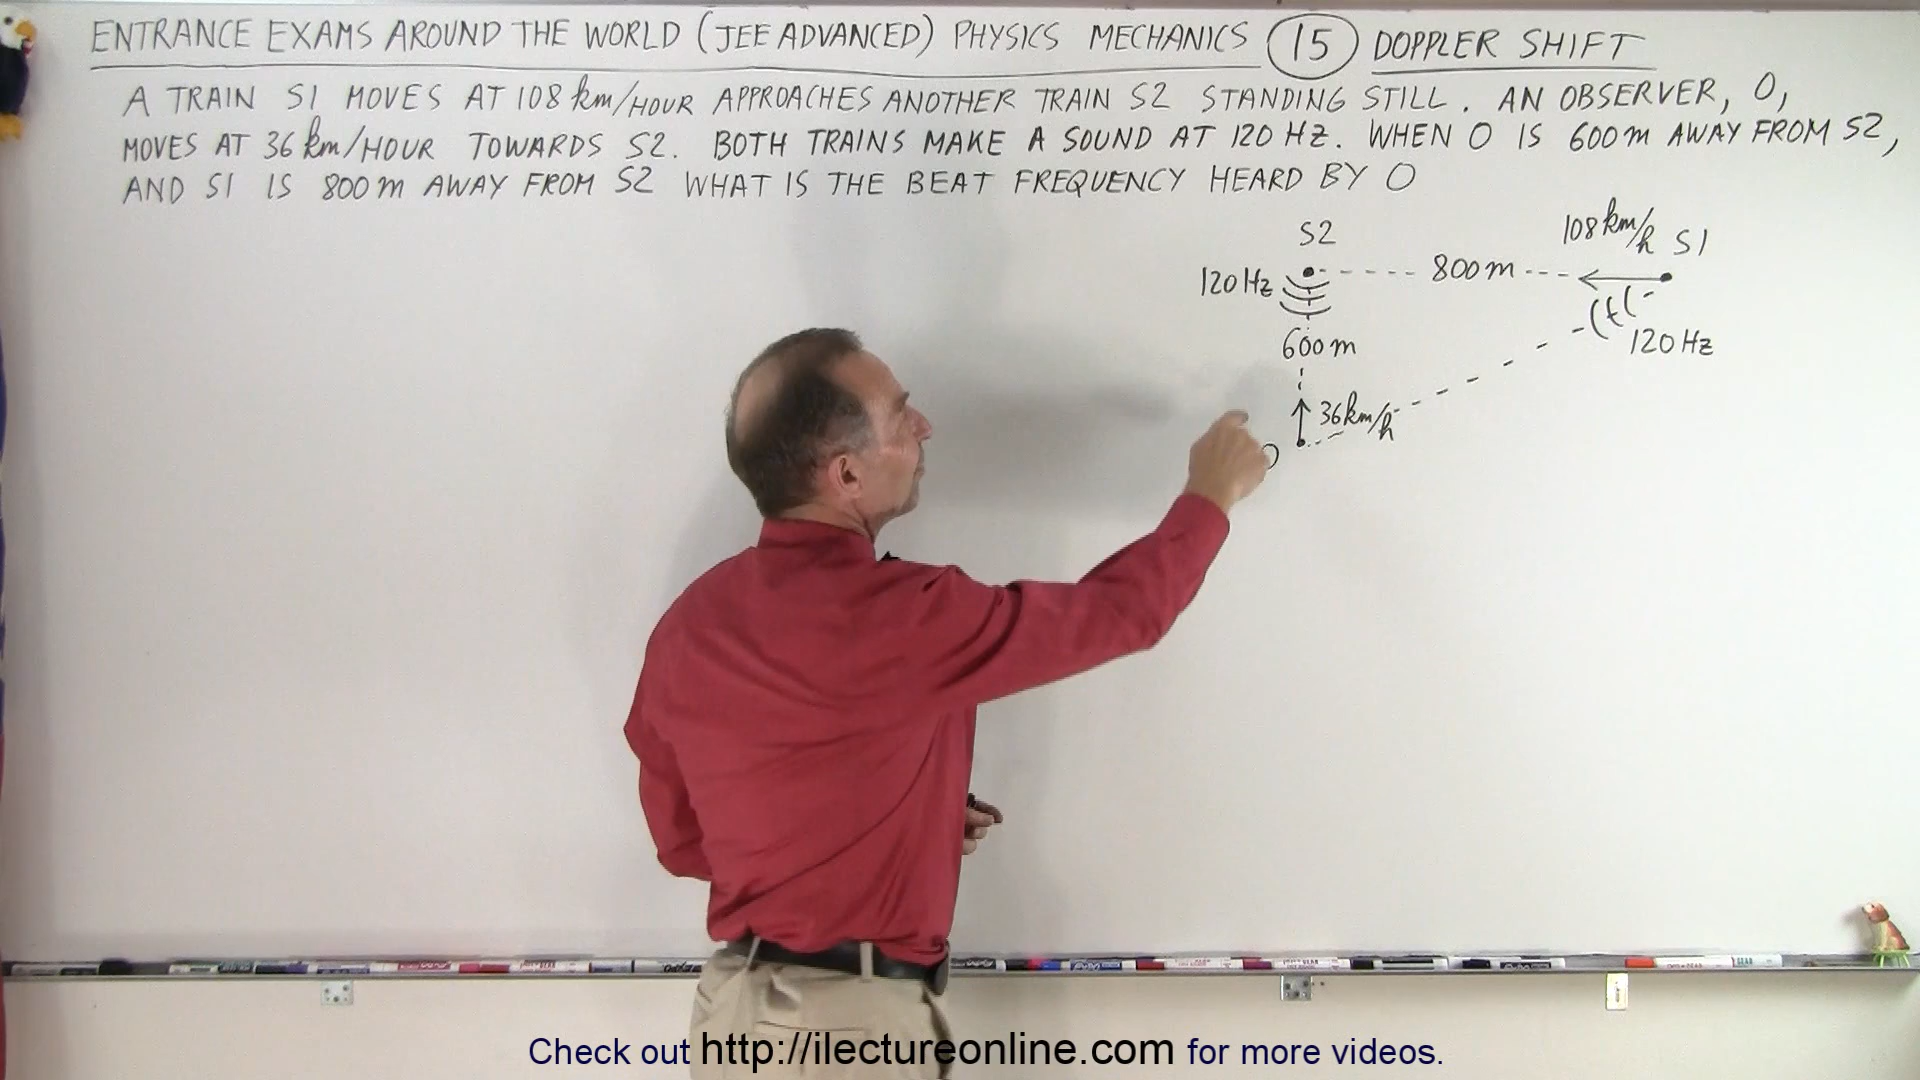 ENTRANCE EXAMS AROUND THE WORLD (JEE ADVANCED) PHYSICS MECHANICS 15 DOPPLER SHIFT
A TRAIN S1 MOVES AT 108 km/HOUR APPROACHES ANOTHER TRAIN S2 STANDING STILL. AN OBSERVER, O,
MOVES AT 36 km/HOUR TOWARDS S2. BOTH TRAINS MAKE A SOUND AT 120 HZ. WHEN O IS 600 m AWAY FROM S2,
AND S1 IS 800 m AWAY FROM S2 WHAT IS THE BEAT FREQUENCY HEARD BY O
S2
108 km/h S1
120 Hz
800 m
120 Hz
600 m
36 km/h
O
Check out http://ilectureonline.com for more videos.